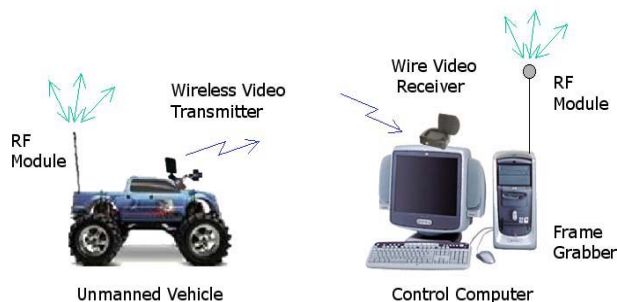 Wireless Video
Transmitter
RF
Module
Unmanned Vehicle
Wire Video
Receiver
RF
Module
Frame
Grabber
Control Computer